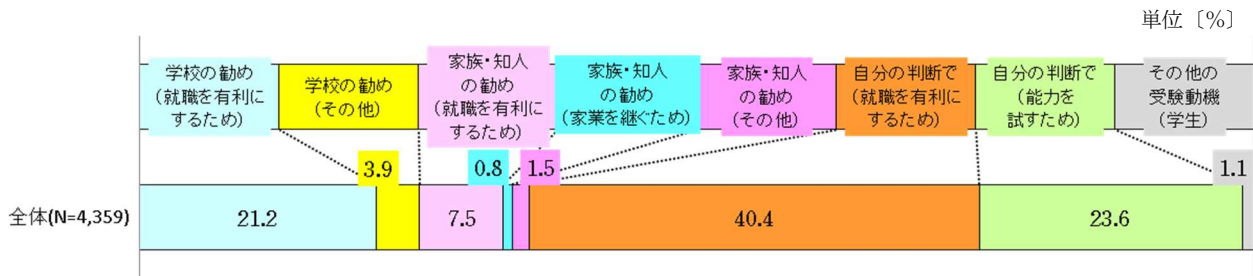 単位〔%〕
学校の勧め
(就職を有利に
するため)
学校の勧め
(その他)
家族・知人
の勧め
(就職を有利に
するため)
家族・知人
の勧め
(家業を継ぐため)
家族・知人
の勧め
(その他)
自分の判断で
(就職を有利に
するため)
自分の判断で
(能力を
試すため)
その他の
受験動機
(学生)
3.9
0.8
1.5
1.1
全体(N=4,359)
21.2
7.5
40.4
23.6